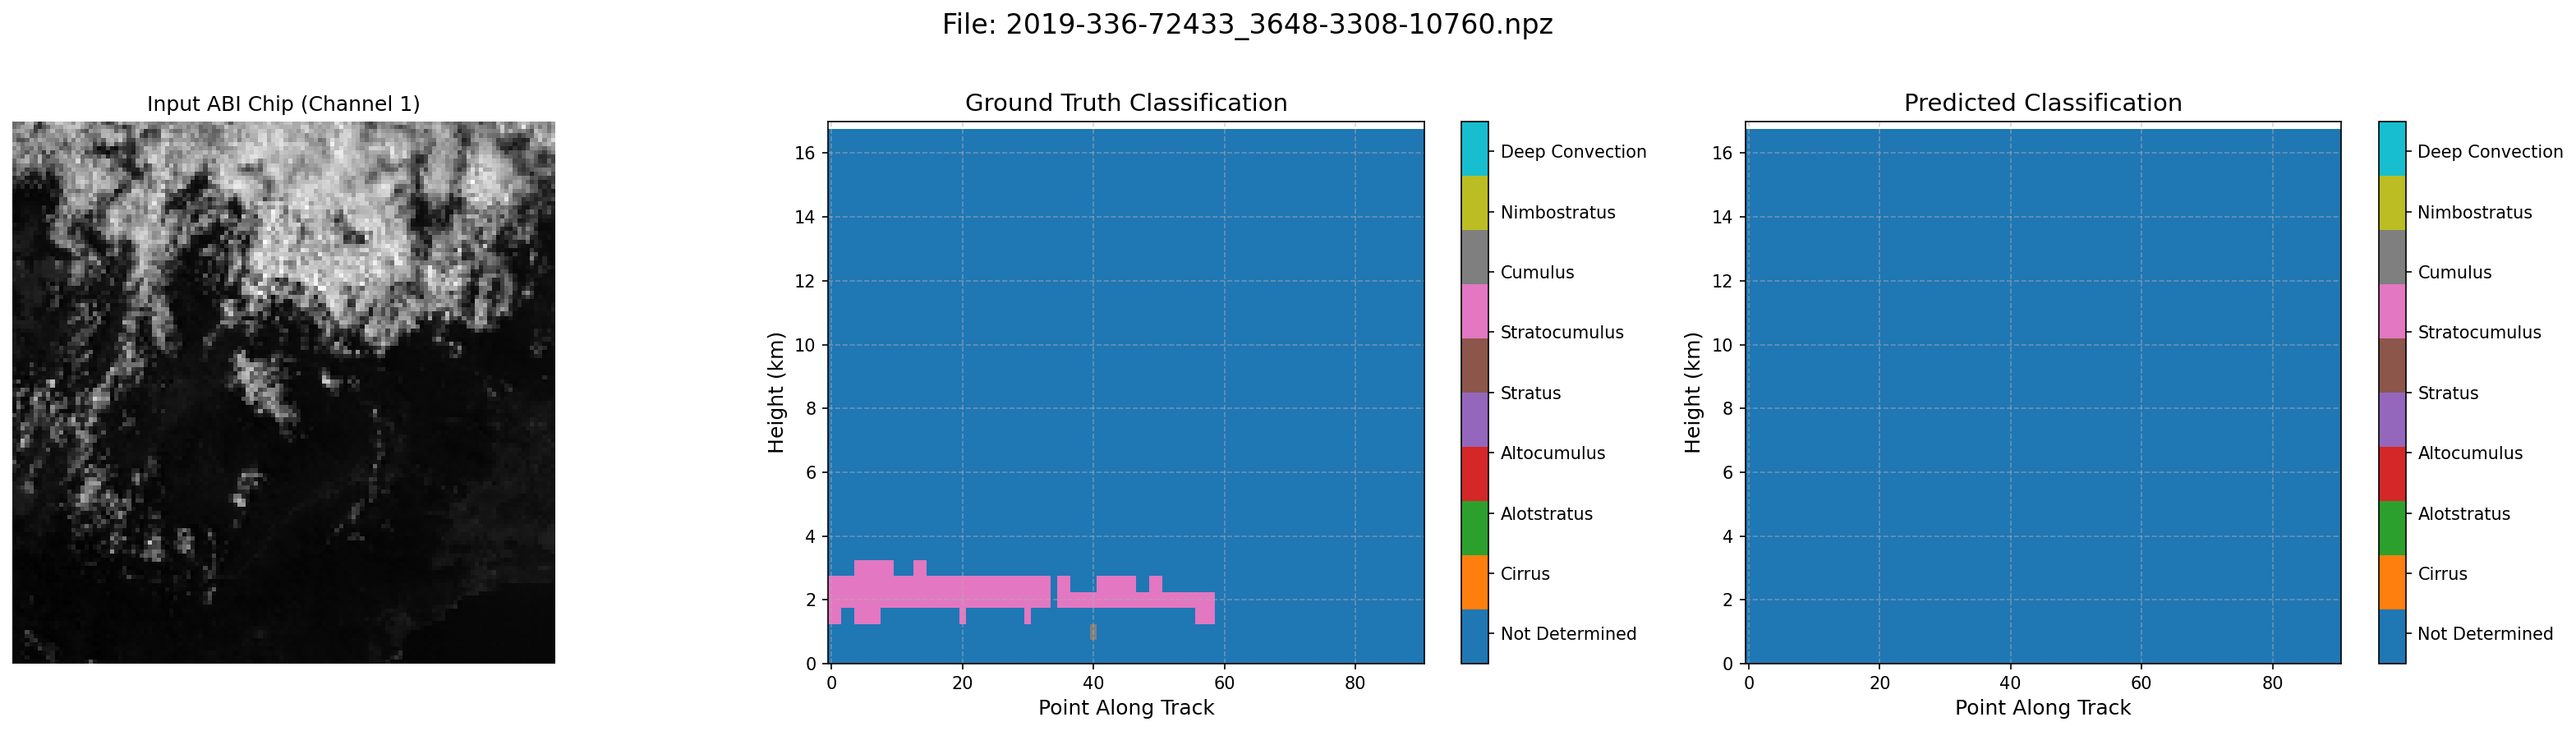 File: 2019-336-72433_3648-3308-10760.npz
Input ABI Chip (Channel 1)
Ground Truth Classification
16
14
12
10
8
6
4
2
0
Height (km)
0 20 40 60 80
Point Along Track
Deep Convection
Nimbostratus
Cumulus
Stratocumulus
Stratus
Altocumulus
Alotstratus
Cirrus
Not Determined
Predicted Classification
16
14
12
10
8
6
4
2
0
Height (km)
0 20 40 60 80
Point Along Track
Deep Convection
Nimbostratus
Cumulus
Stratocumulus
Stratus
Altocumulus
Alotstratus
Cirrus
Not Determined